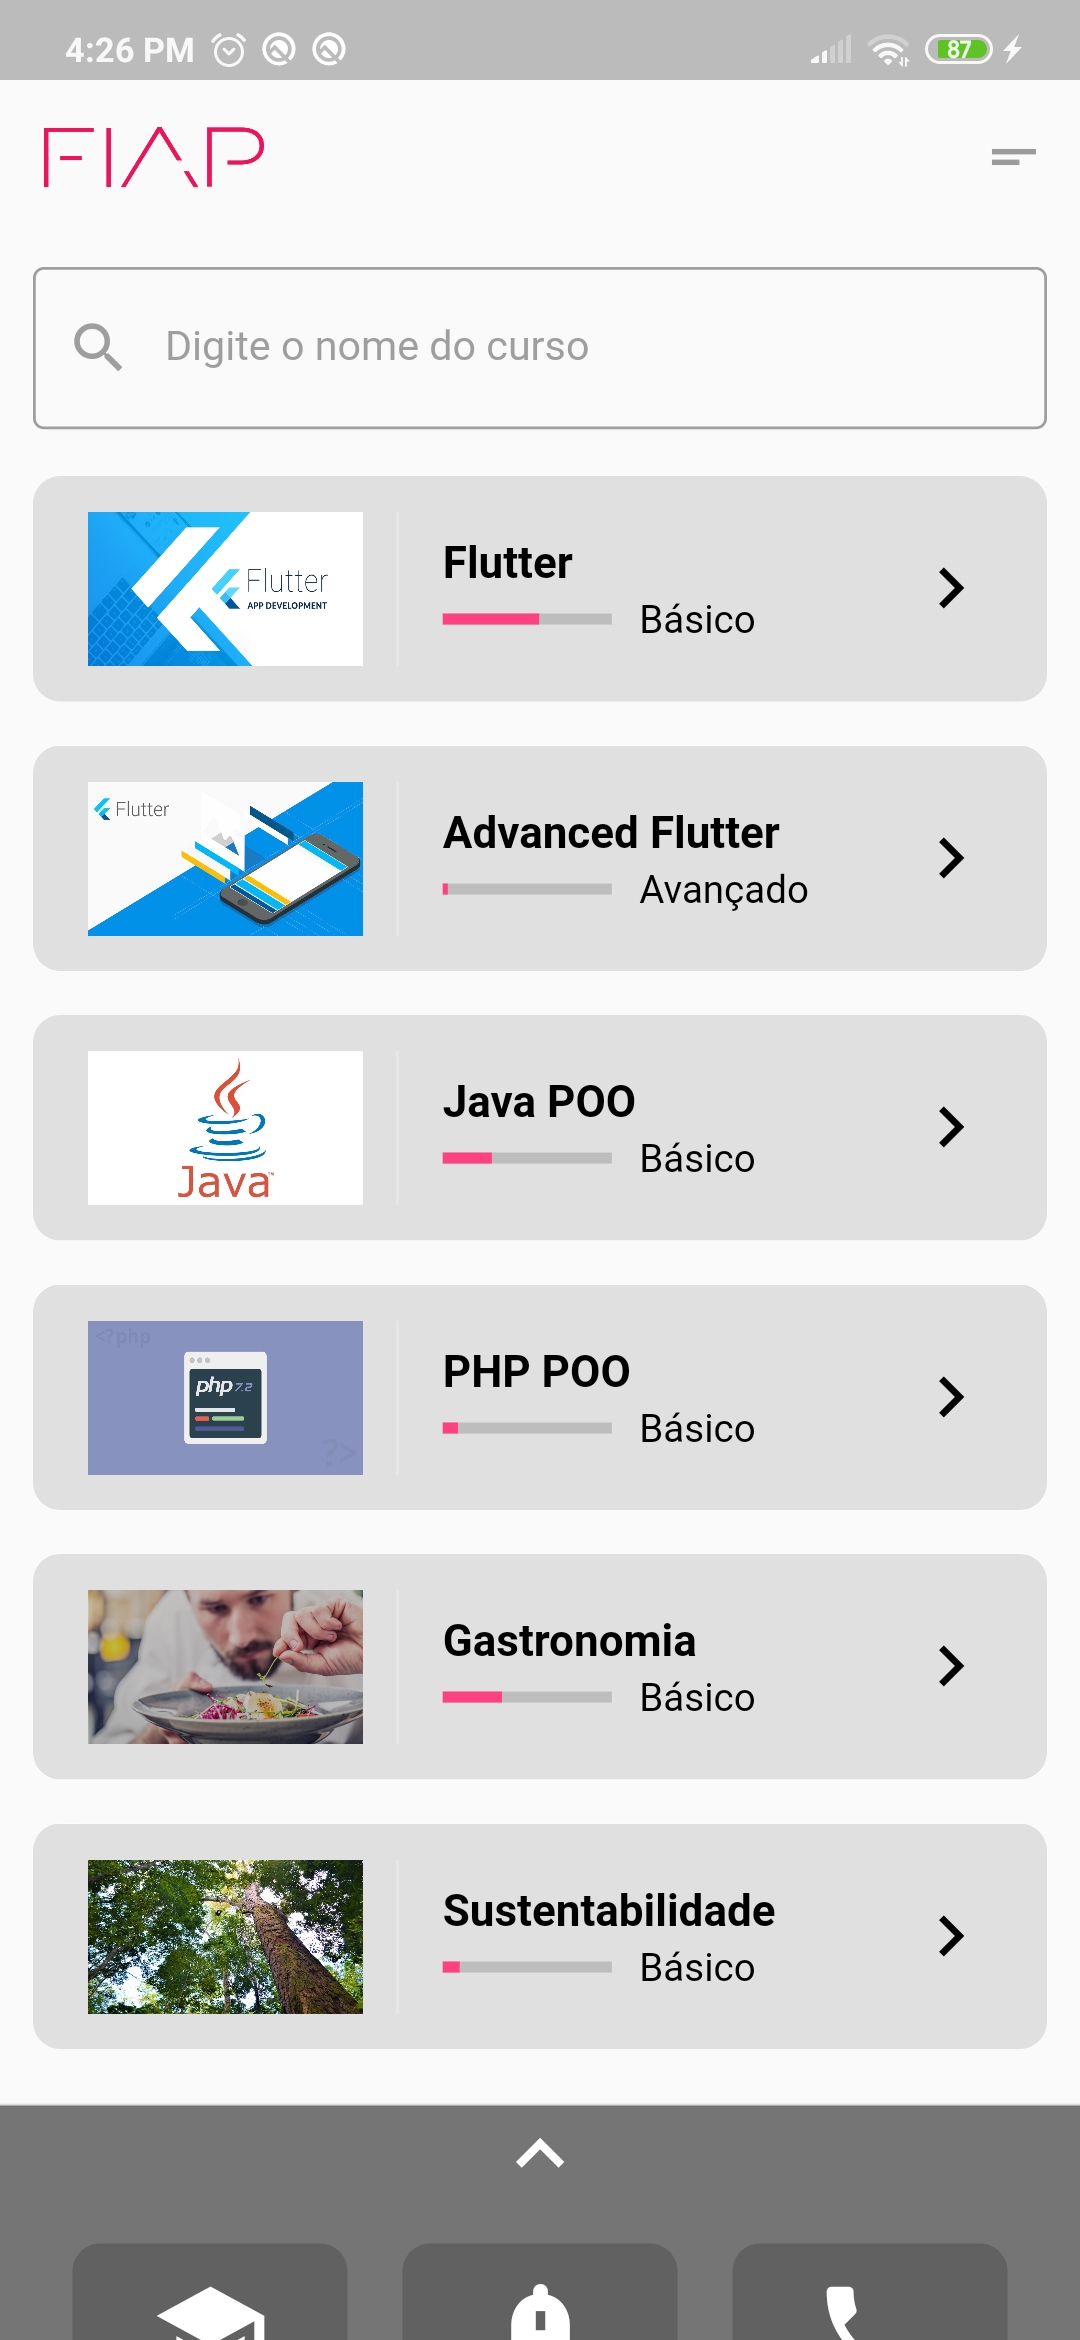 4:26 PM
87
FIAP
Digite o nome do curso
Flutter
APP DEVELOPMENT
Flutter
Básico
Flutter
Advanced Flutter
Avançado
Java™
Java POO
Básico
<?php
php 7.2
?>
PHP POO
Básico
Gastronomia
Básico
Sustentabilidade
Básico